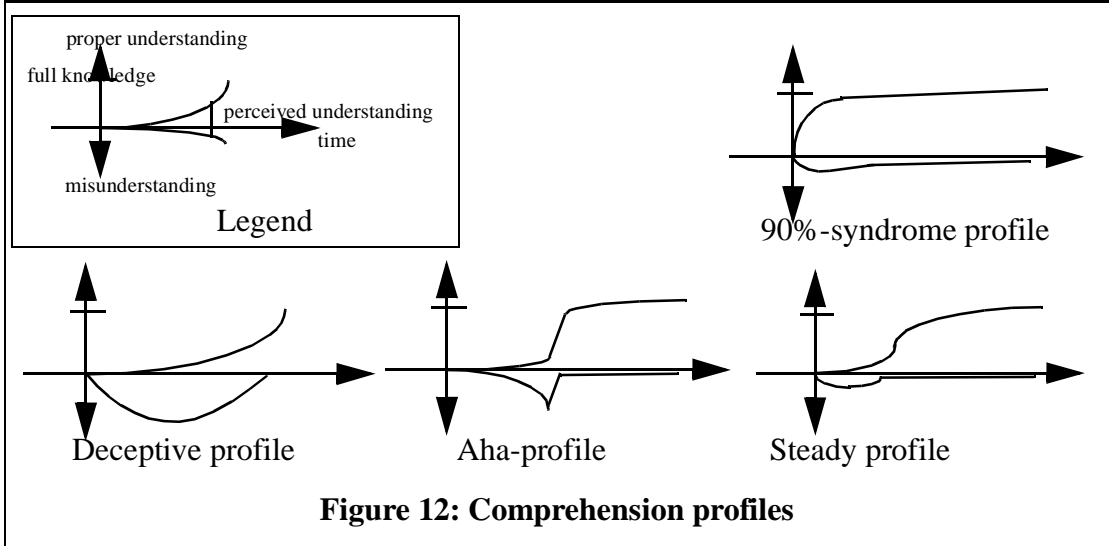 proper understanding
full knowledge
perceived understanding
time
misunderstanding
Legend
90%-syndrome profile
Deceptive profile
Aha-profile
Steady profile
Figure 12: Comprehension profiles